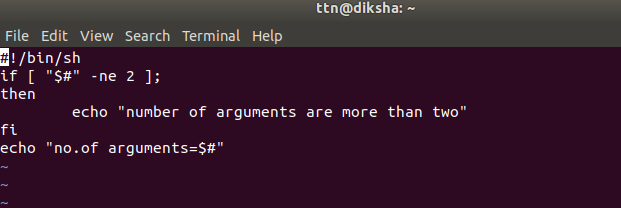 ttn@diksha: ~
File Edit View Search Terminal Help
#!/bin/sh
if [ "$#" -ne 2 ];
then
        echo "number of arguments are more than two"
fi
echo "no.of arguments=$#"
~
~
~